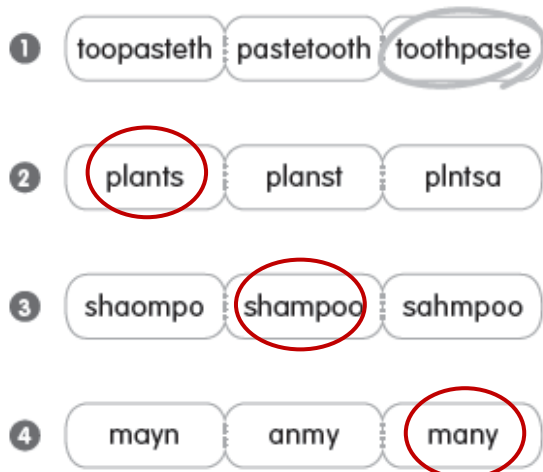 1 toopasteth pastetooth toothpaste
2 plants planst plntsa
3 shaompo shampoo sahmpoo
4 mayn anmy many